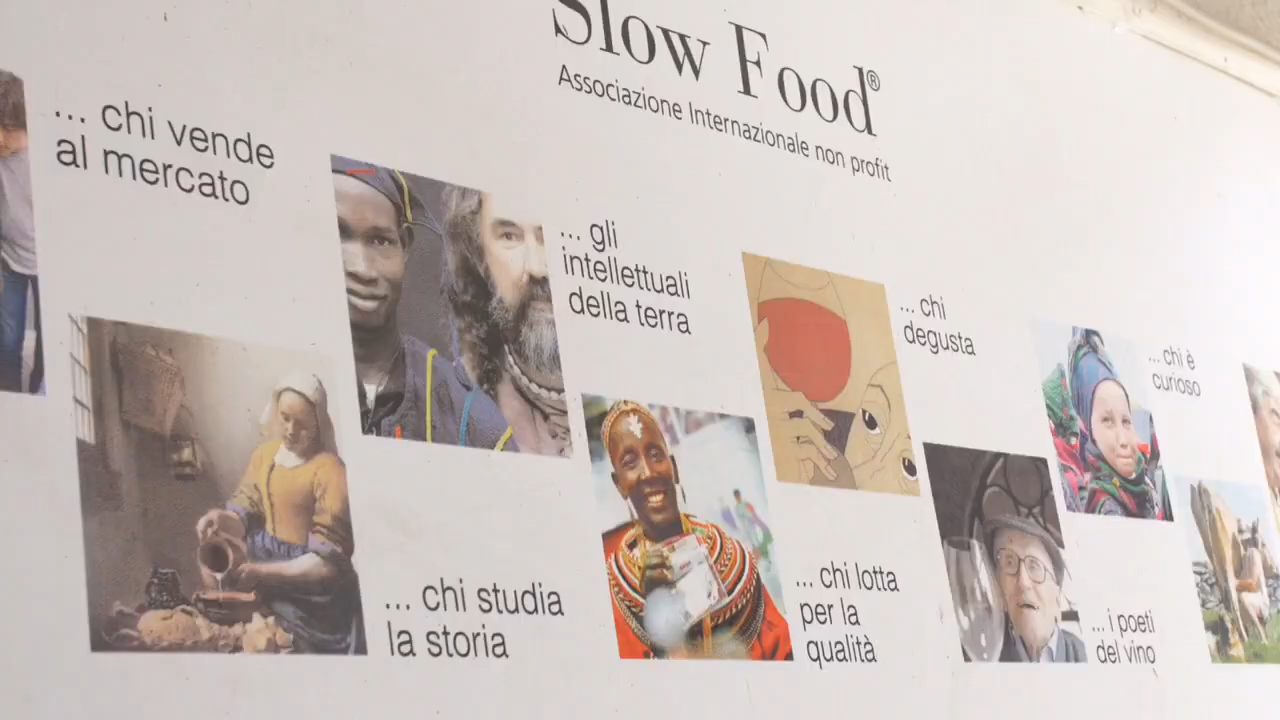 Slow Food®
Associazione Internazionale non profit
... chi vende
al mercato
... gli
intellettuali
della terra
... chi
degusta
... chi è
curioso
... chi studia
la storia
... chi lotta
per la
qualità
... i poeti
del vino